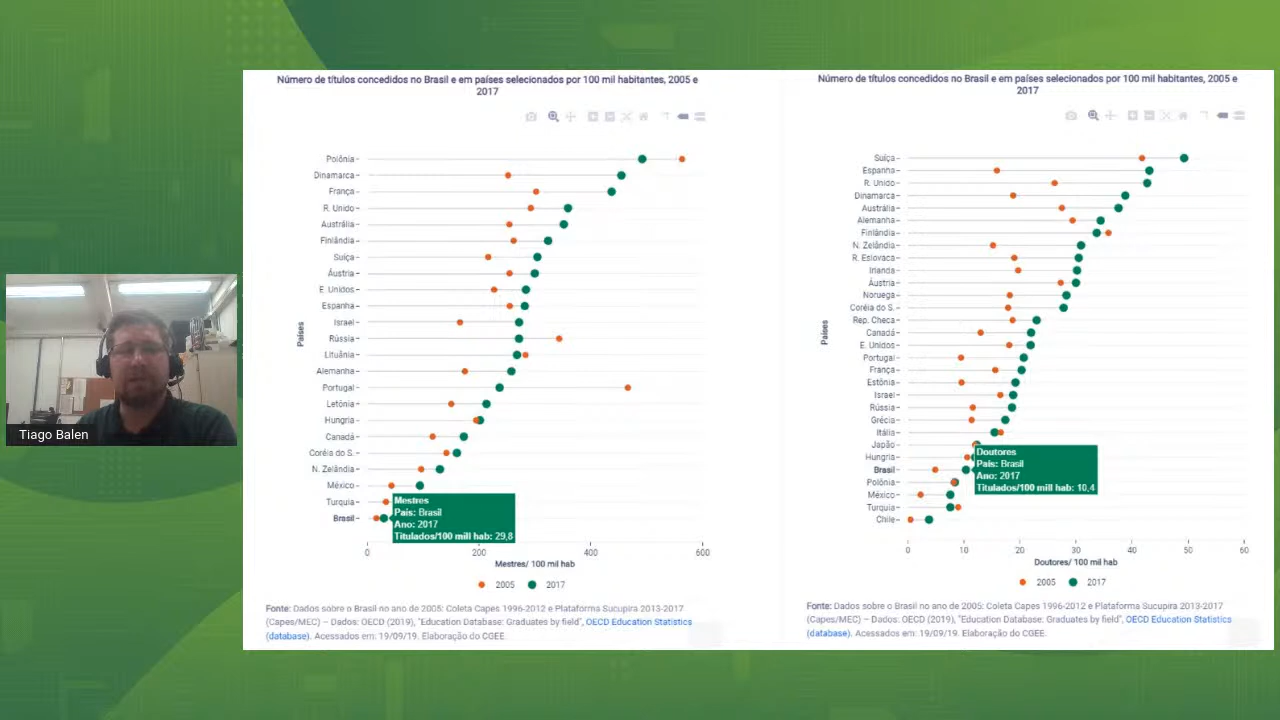 Número de títulos concedidos no Brasil e em países selecionados por 100 mil habitantes, 2005 e
2017
Países
Polônia
Dinamarca
França
R. Unido
Austrália
Finlândia
Suíça
Áustria
E. Unidos
Espanha
Israel
Rússia
Lituânia
Alemanha
Portugal
Letônia
Hungria
Canadá
Coréia do S.
N. Zelândia
México
Turquia
Brasil
Mestres
País: Brasil
Ano: 2017
Titulados/100 mill hab: 29,8
0 200 400 600
Mestres/ 100 mil hab
2005 2017
Fonte: Dados sobre o Brasil no ano de 2005: Coleta Capes 1996-2012 e Plataforma Sucupira 2013-2017
(Capes/MEC) – Dados: OECD (2019), "Education Database: Graduates by field", OECD Education Statistics
(database). Acessados em: 19/09/19. Elaboração do CGEE.
Número de títulos concedidos no Brasil e em países selecionados por 100 mil habitantes, 2005 e
2017
Países
Suíça
Espanha
R. Unido
Dinamarca
Austrália
Alemanha
Finlândia
N. Zelândia
R. Eslovaca
Irlanda
Áustria
Noruega
Coréia do S.
Rep. Checa
Canadá
E. Unidos
Portugal
França
Estônia
Israel
Rússia
Grécia
Itália
Japão
Hungria
Brasil
Polônia
México
Turquia
Chile
Doutores
País: Brasil
Ano: 2017
Titulados/100 mil hab: 10,4
0 10 20 30 40 50 60
Doutores/ 100 mil hab
2005 2017
Fonte: Dados sobre o Brasil no ano de 2005: Coleta Capes 1996-2012 e Plataforma Sucupira 2013-2017
(Capes/MEC) – Dados: OECD (2019), "Education Database: Graduates by field", OECD Education Statistics
(database). Acessados em: 19/09/19. Elaboração do CGEE.
Tiago Balen